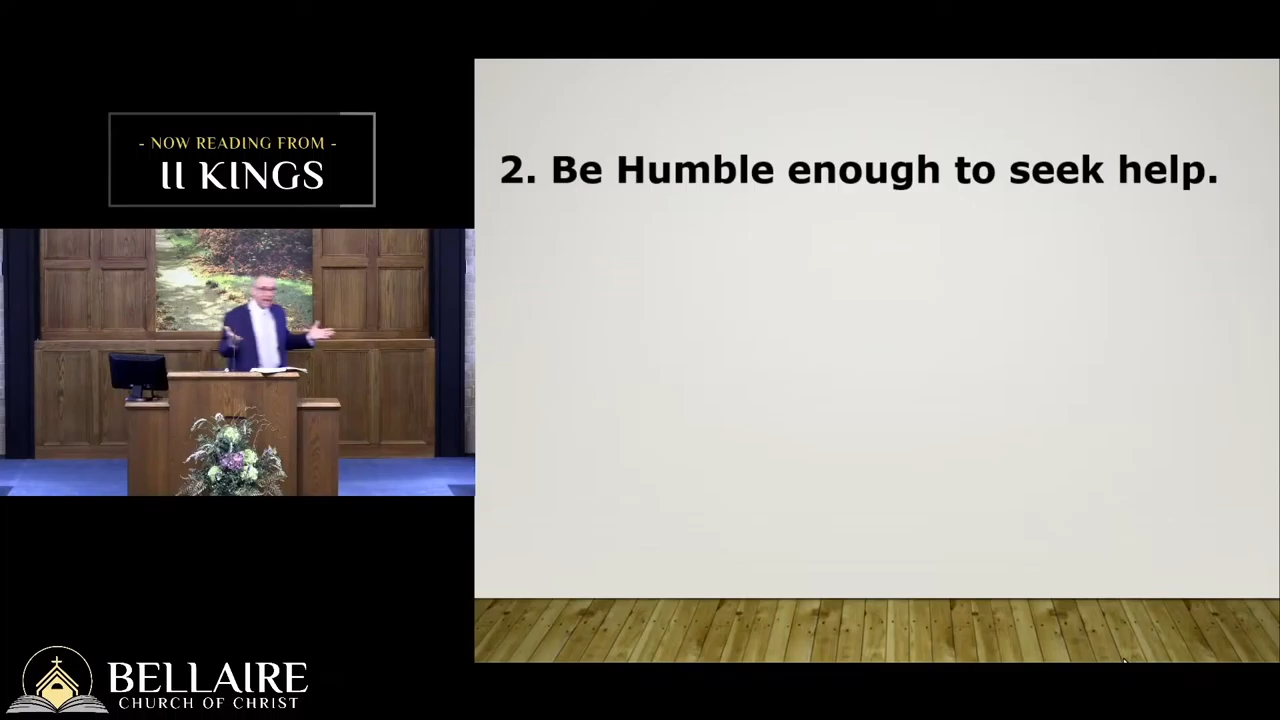 - NOW READING FROM -
II KINGS
2. Be Humble enough to seek help.
BELLAIRE
CHURCH OF CHRIST